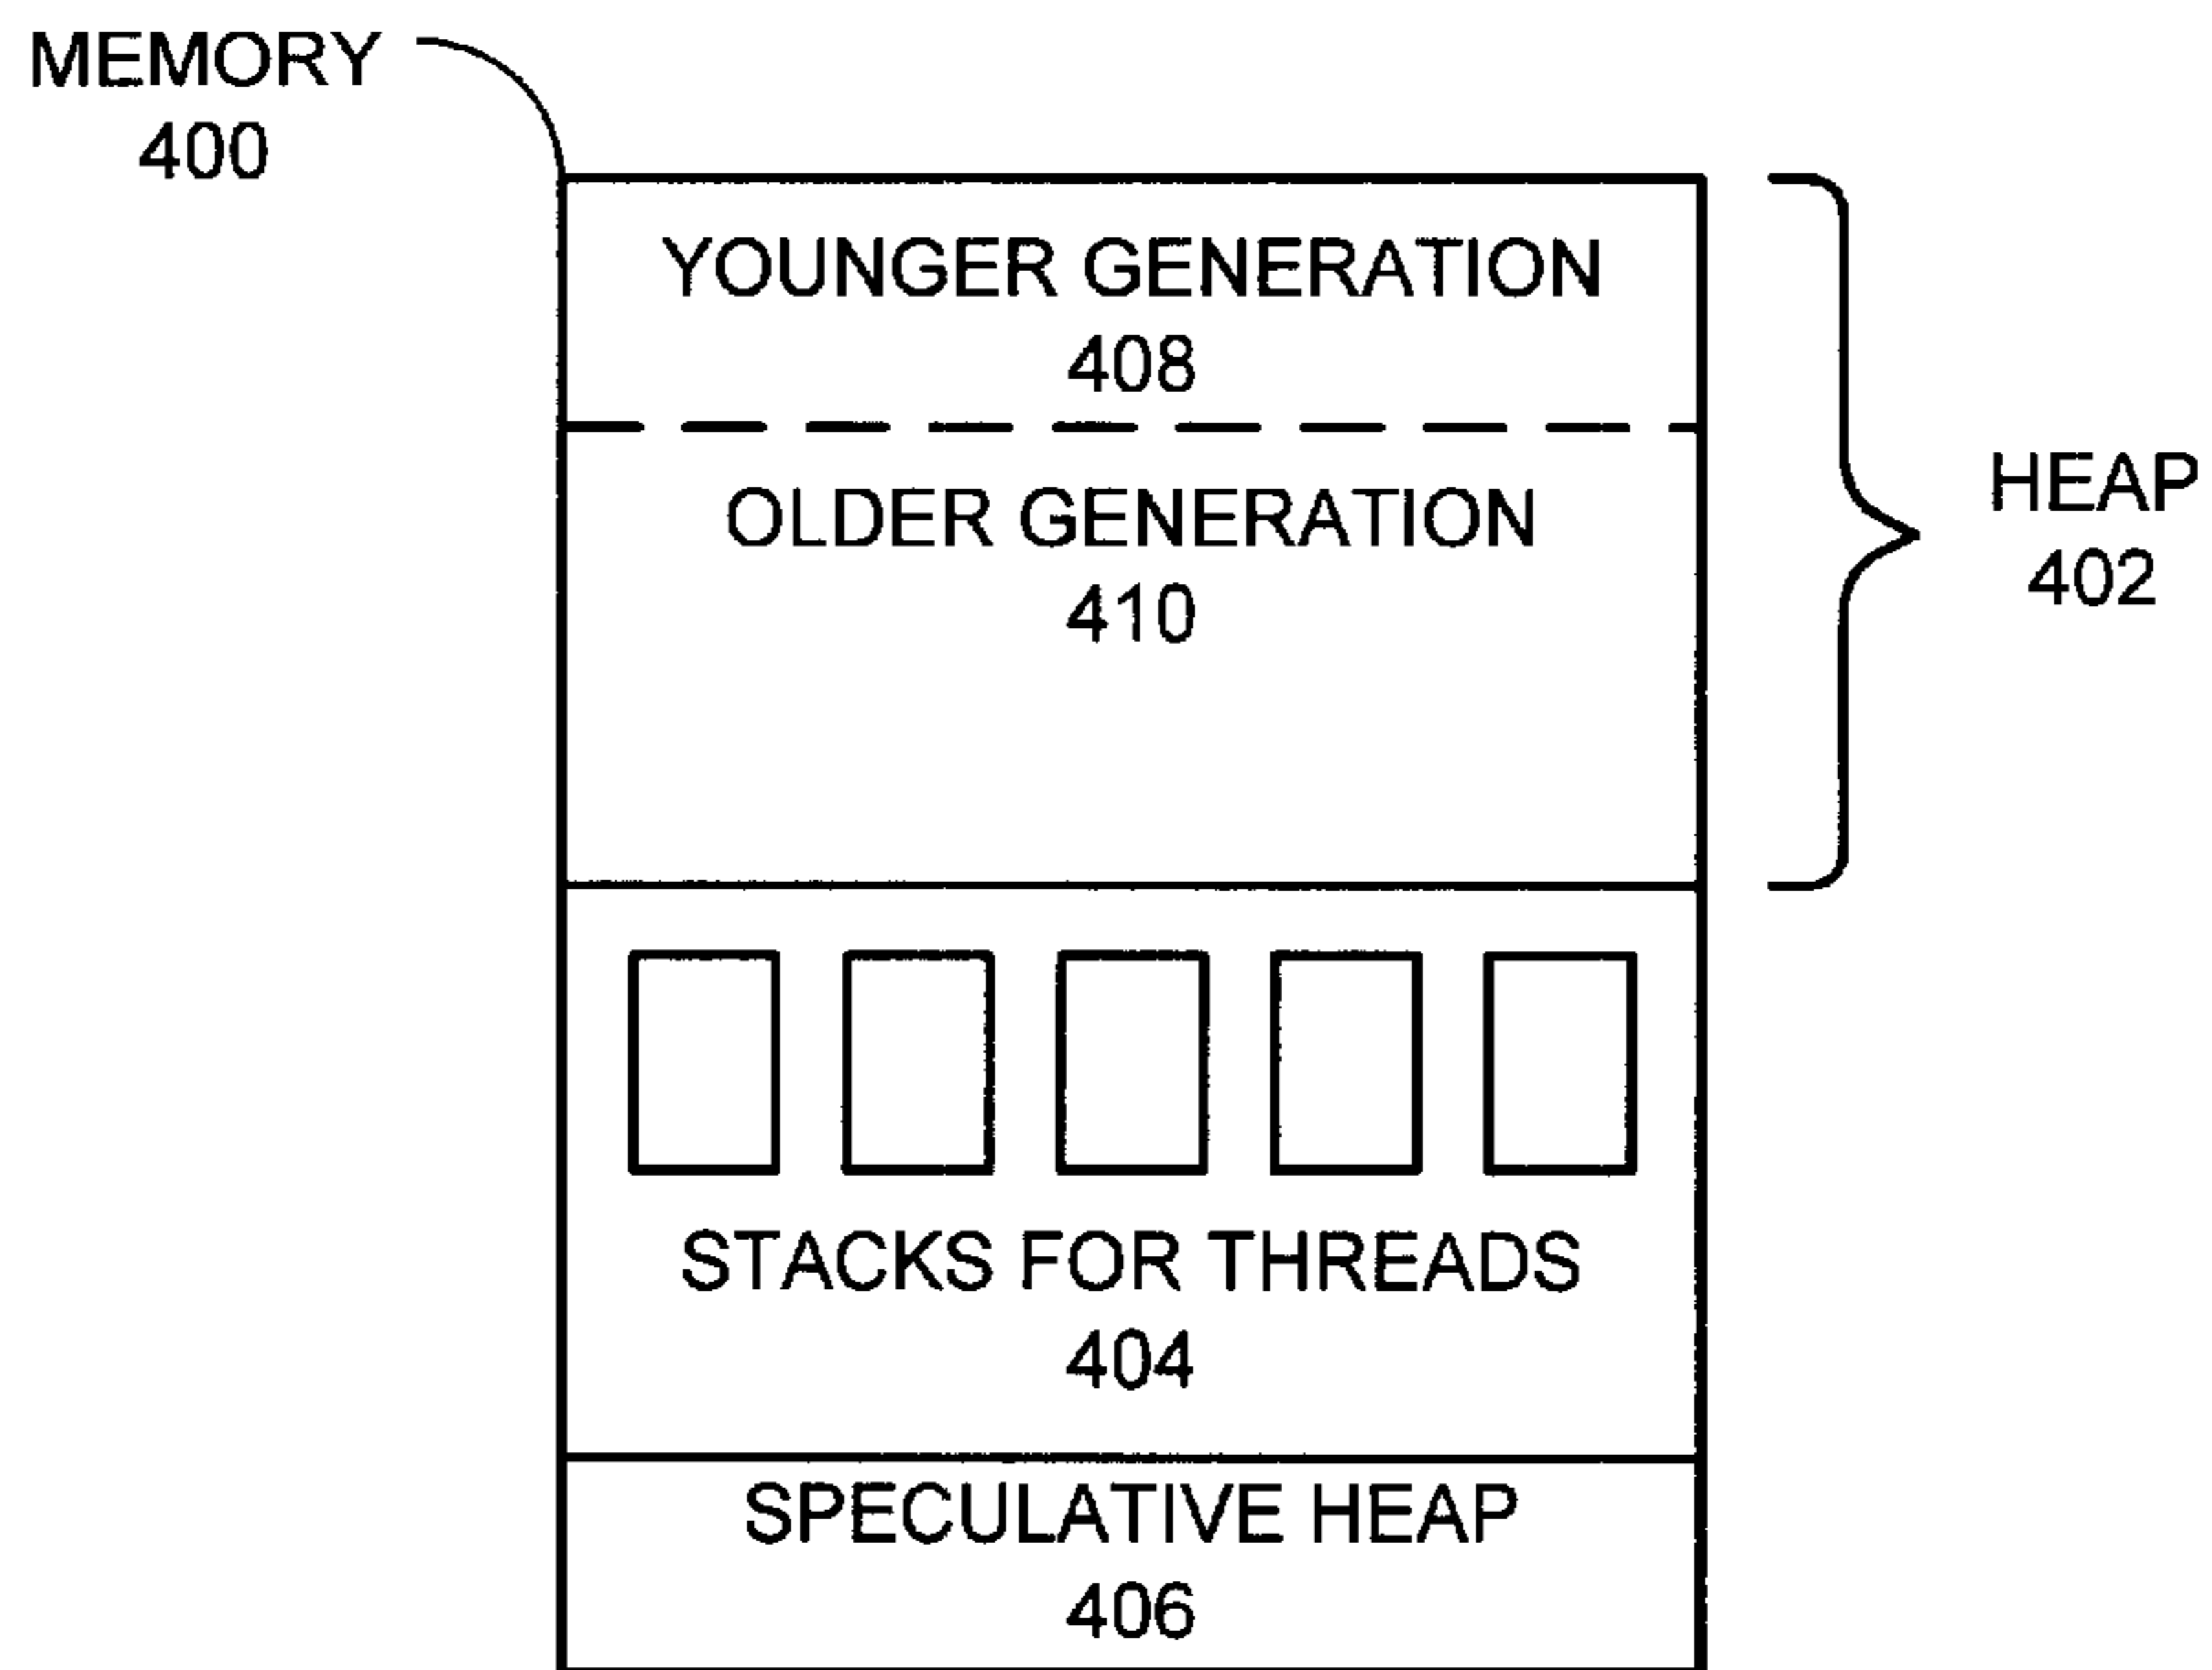 MEMORY
400
YOUNGER GENERATION
408
OLDER GENERATION
410
HEAP
402
STACKS FOR THREADS
404
SPECULATIVE HEAP
406